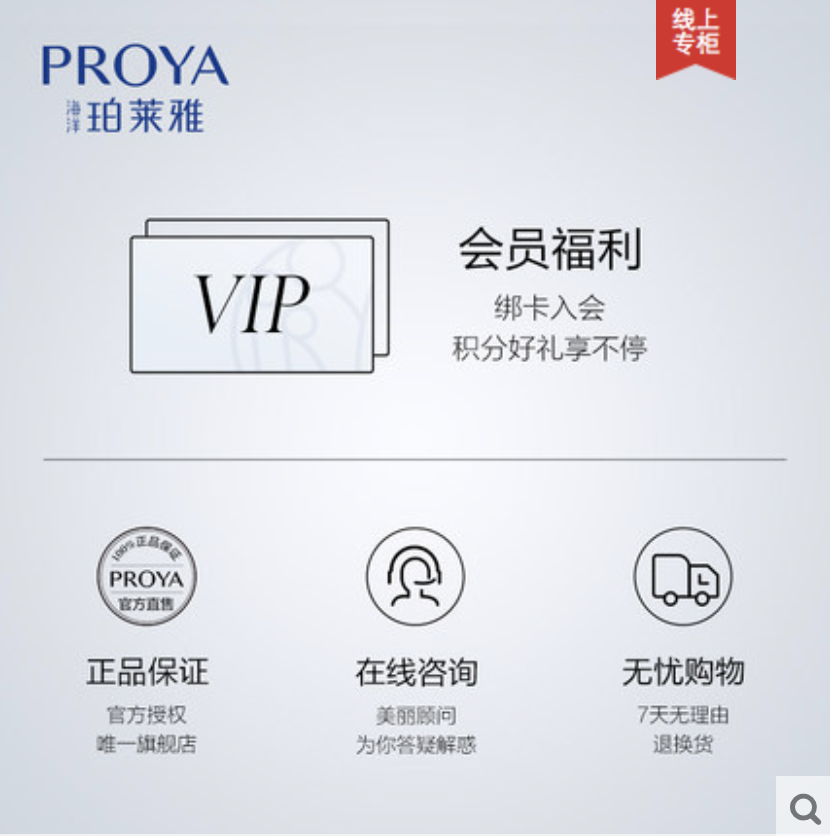 线上
专柜
PROYA
海洋
珀莱雅
VIP
会员福利
绑卡入会
积分好礼享不停
100%正品保证
PROYA
官方直售
正品保证
官方授权
唯一旗舰店
在线咨询
美丽顾问
为你答疑解惑
无忧购物
7天无理由
退换货